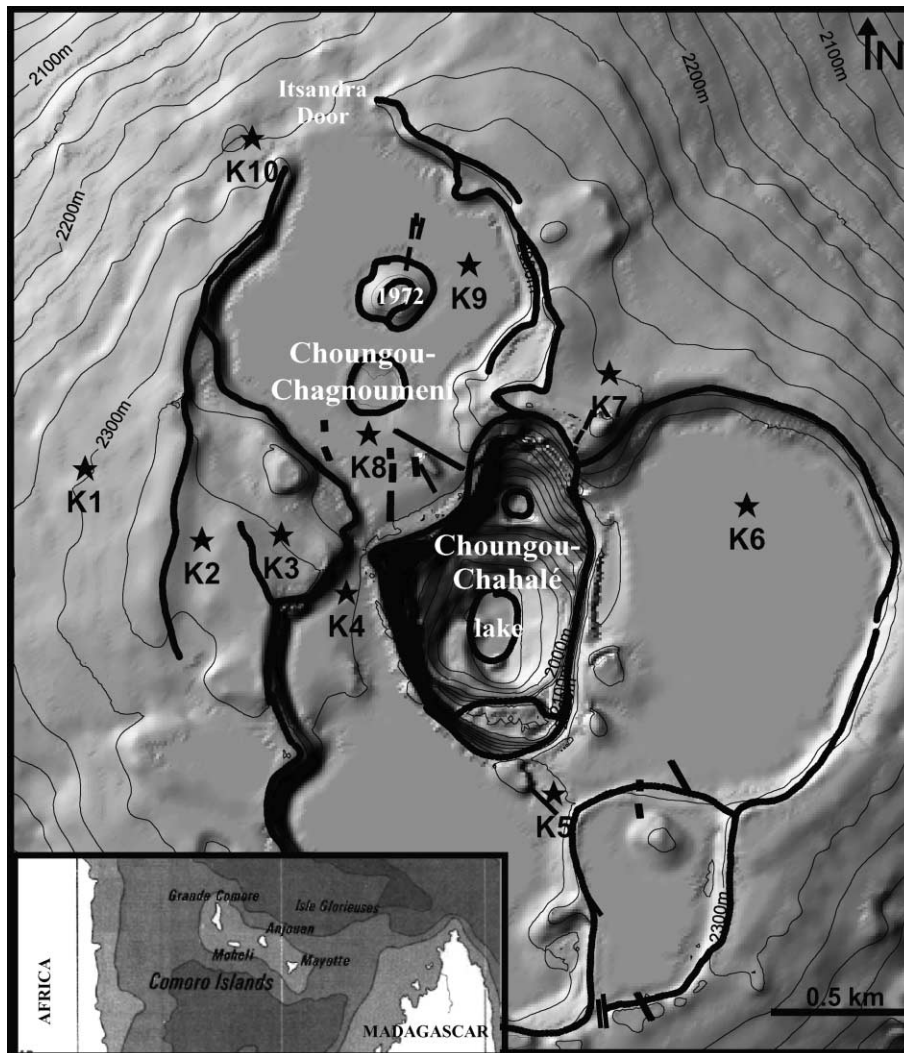 2100m
2200m
2100m
N
Itsandra
Door
K10
2200m
K9
1972
Choungou-
Chagnoumeni
2300m
K7
K1
K8
K6
K2
K3
Choungou-
Chahalé
K4
lake
2000m
2100m
K5
2300m
0.5 km
Grande Comore
Isle Glorieuses
Anjouan
Moheli
Mayotte
Comoro Islands
AFRICA
MADAGASCAR